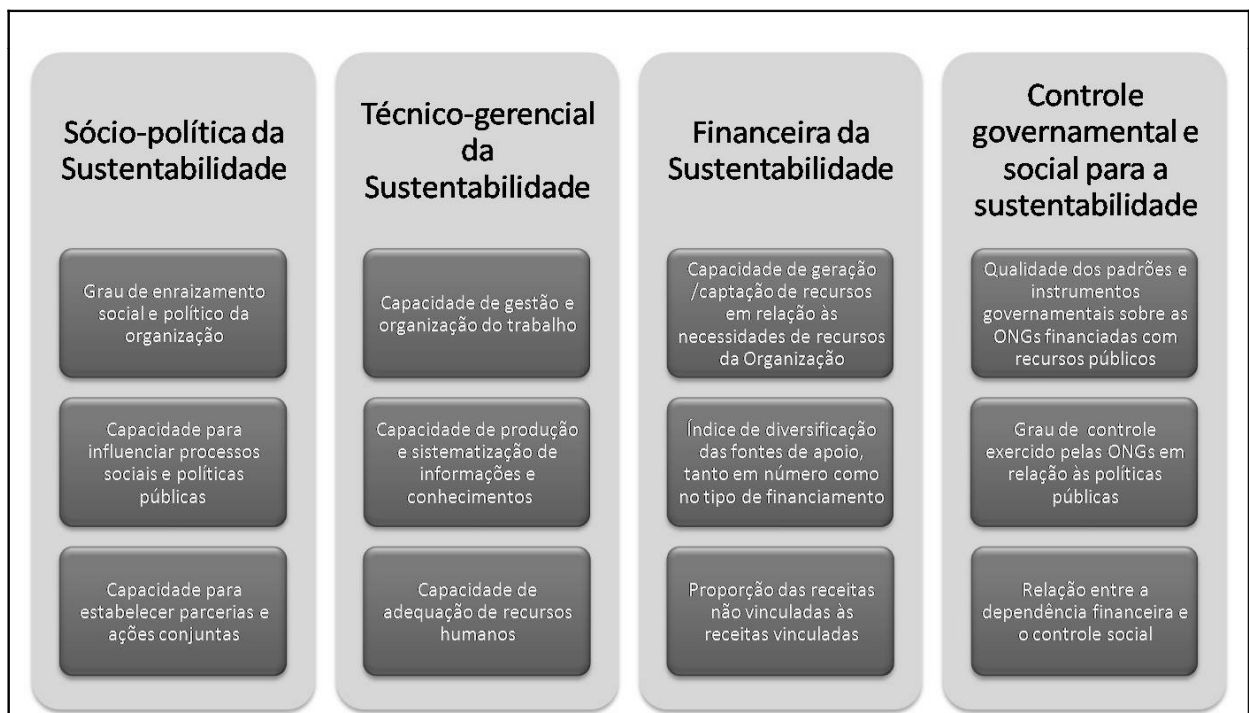 Sócio-política da
Sustentabilidade
Grau de enraizamento
social e político da
organização
Capacidade para
influenciar processos
sociais e políticas
públicas
Capacidade para
estabelecer parcerias e
ações conjuntas
Técnico-gerencial
da
Sustentabilidade
Capacidade de gestão e
organização do trabalho
Capacidade de produção
e sistematização de
informações e
conhecimentos
Capacidade de
adequação de recursos
humanos
Financeira da
Sustentabilidade
Capacidade de geração
/captação de recursos
em relação às
necessidades de recursos
da Organização
Índice de diversificação
das fontes de apoio,
tanto em número como
no tipo de financiamento
Proporção das receitas
não vinculadas às
receitas vinculadas
Controle
governamental e
social para a
sustentabilidade
Qualidade dos padrões e
instrumentos
governamentais sobre as
ONGs financiadas com
recursos públicos
Grau de controle
exercido pelas ONGs em
relação às políticas
públicas
Relação entre a
dependência financeira e
o controle social